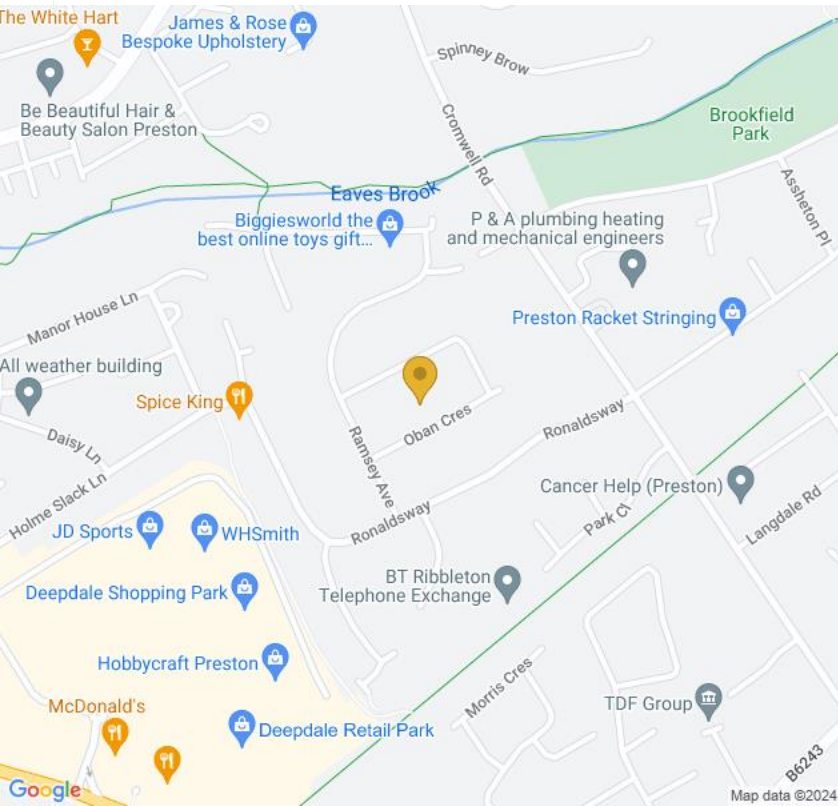 The White Hart
James & Rose
Bespoke Upholstery
Spinney Brow
Be Beautiful Hair &
Beauty Salon Preston
Cromwell Rd
Brookfield
Park
Eaves Brook
Assheton Pl
Biggiesworld the
best online toys gift...
P & A plumbing heating
and mechanical engineers
Manor House Ln
Preston Racket Stringing
All weather building
Spice King
Oban Cres
Ronaldsway
Daisy Ln
Ramsey Ave
Holme Slack Ln
Cancer Help (Preston)
Langdale Rd
JD Sports
WHSmith
Ronaldsway
Park Cl
Deepdale Shopping Park
BT Ribbleton
Telephone Exchange
Hobbycraft Preston
Morris Cres
McDonald's
TDF Group
Deepdale Retail Park
B6243
Google
Map data ©2024